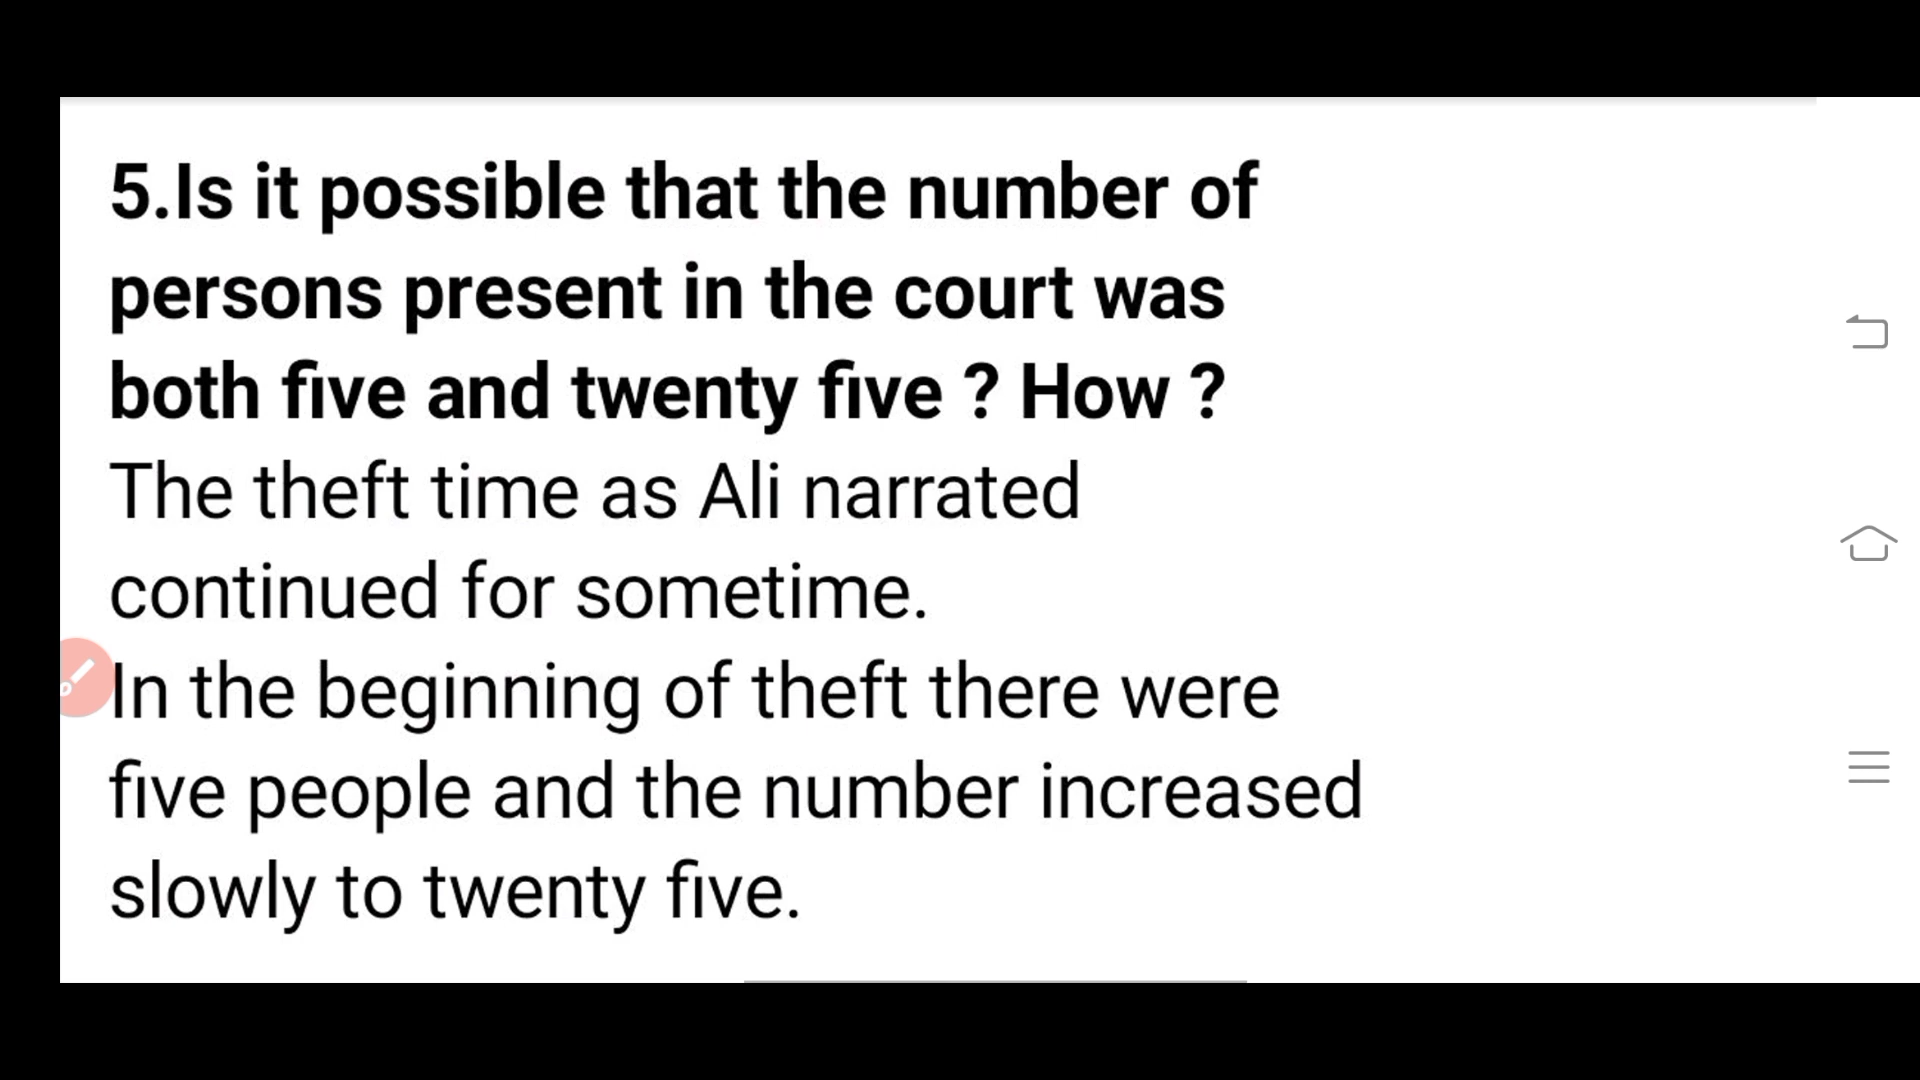 5.Is it possible that the number of
persons present in the court was
both five and twenty five ? How ?
The theft time as Ali narrated
continued for sometime.
In the beginning of theft there were
five people and the number increased
slowly to twenty five.